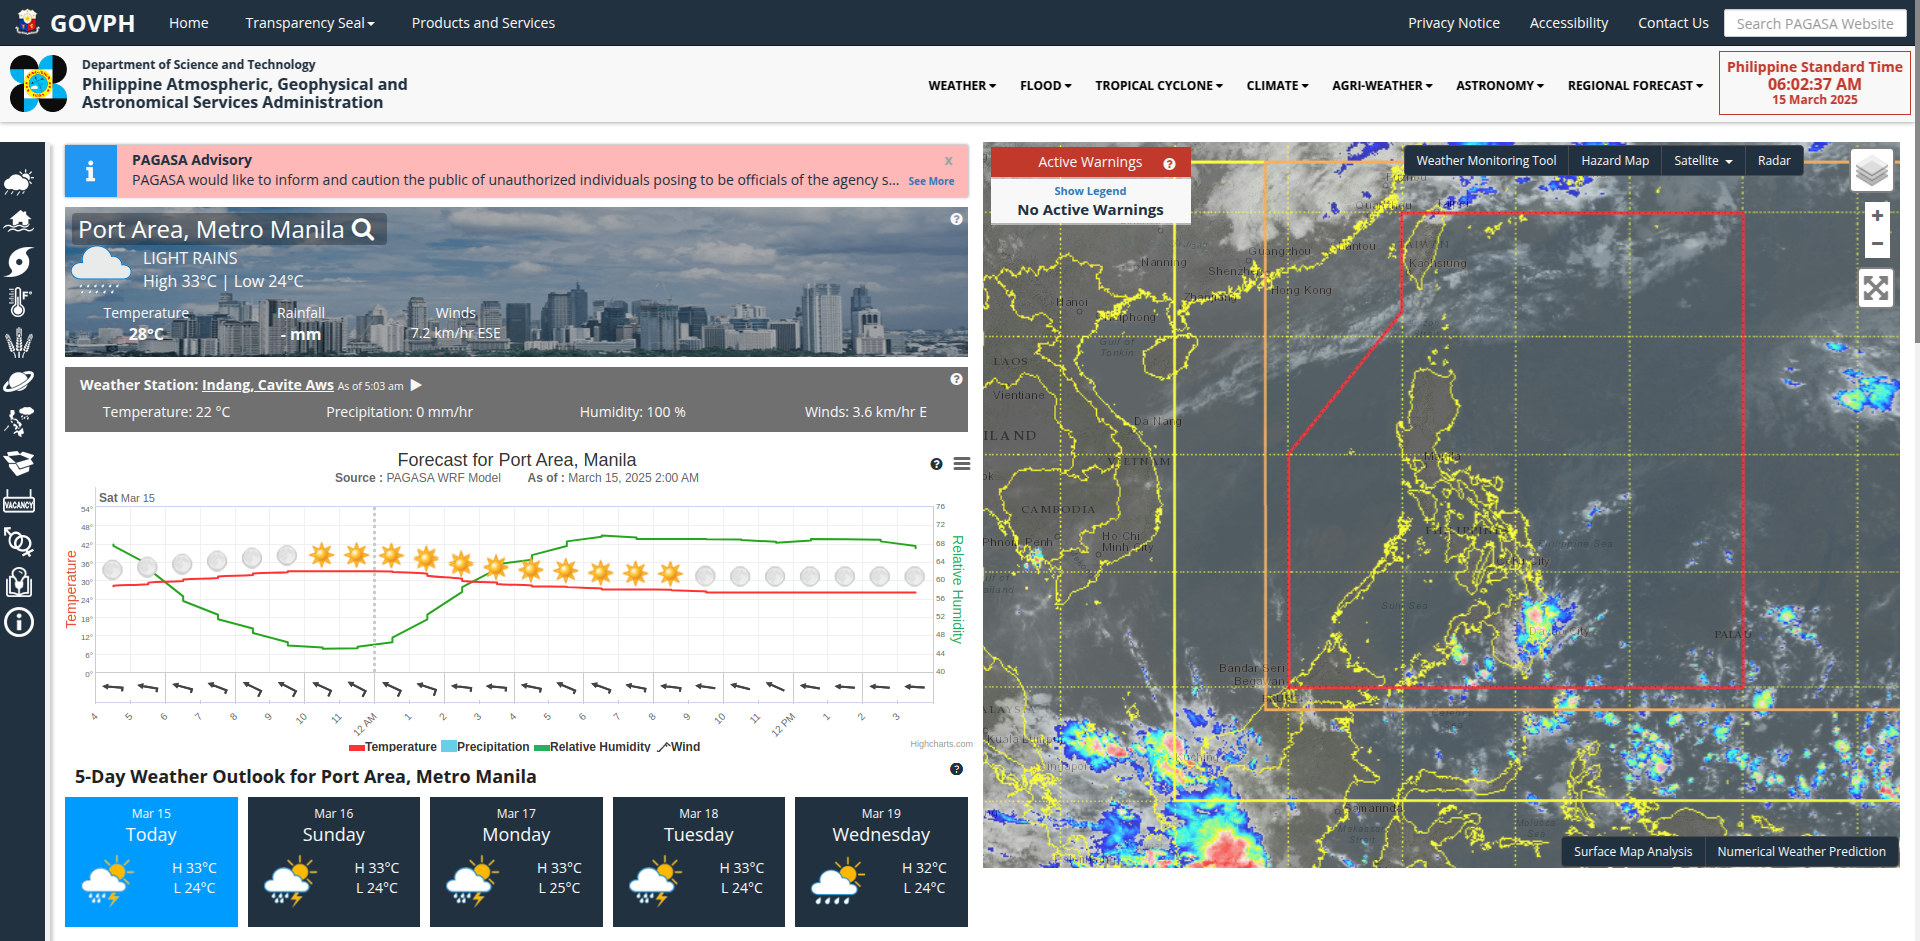 GOVPH
Home
Transparency Seal
Products and Services
Privacy Notice
Accessibility
Contact Us
Search PAGASA Website
Department of Science and Technology
Philippine Atmospheric, Geophysical and
Astronomical Services Administration
WEATHER
FLOOD
TROPICAL CYCLONE
CLIMATE
AGRI-WEATHER
ASTRONOMY
REGIONAL FORECAST
Philippine Standard Time
06:02:37 AM
15 March 2025
PAGASA Advisory
x
PAGASA would like to inform and caution the public of unauthorized individuals posing to be officials of the agency s... See More
Port Area, Metro Manila
LIGHT RAINS
High 33°C | Low 24°C
Temperature
28°C
Rainfall
- mm
Winds
7.2 km/hr ESE
Weather Station: Indang, Cavite Aws As of 5:03 am
Temperature: 22 °C
Precipitation: 0 mm/hr
Humidity: 100 %
Winds: 3.6 km/hr E
Forecast for Port Area, Manila
Source : PAGASA WRF Model As of : March 15, 2025 2:00 AM
Sat Mar 15
54°
48°
42°
36°
30°
24°
18°
12°
6°
0°
Temperature
76
72
68
64
60
56
52
48
44
40
Relative Humidity
4 5 6 7 8 9 10 11 12 AM 1 2 3 4 5 6 7 8 9 10 11 12 PM 1 2 3
Temperature Precipitation Relative Humidity Wind
Highcharts.com
5-Day Weather Outlook for Port Area, Metro Manila
Mar 15
Today
H 33°C
L 24°C
Mar 16
Sunday
H 33°C
L 24°C
Mar 17
Monday
H 33°C
L 25°C
Mar 18
Tuesday
H 33°C
L 24°C
Mar 19
Wednesday
H 32°C
L 24°C
Active Warnings
Show Legend
No Active Warnings
Weather Monitoring Tool
Hazard Map
Satellite
Radar
+
−
Nanning
Guangzhou
Shenzhen
Hong Kong
Kaohsiung
Hanoi
Gulf of
Tonkin
LAOS
Vientiane
Da Nang
VIETNAM
CAMBODIA
Phnom Penh
Ho Chi
Minh City
Manila
Sulu Sea
Bandar Seri
Begawan
PALAU
Kuching
Surface Map Analysis
Numerical Weather Prediction
VACANCY